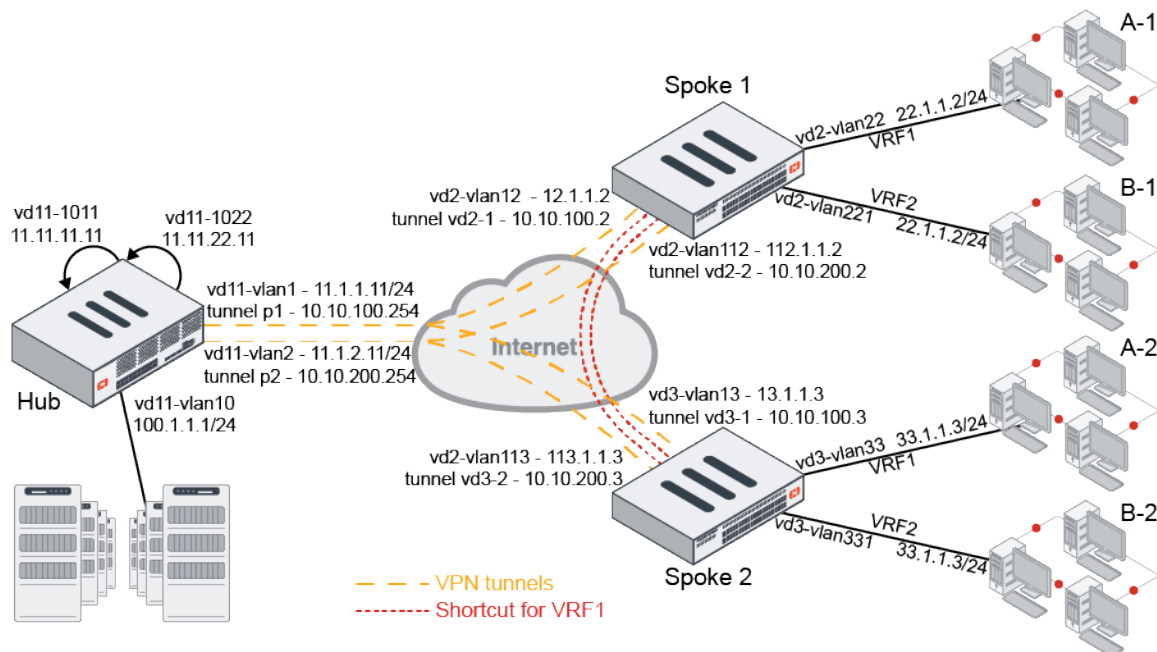 A-1
Spoke 1
vd2-vlan22 22.1.1.2/24
VRF1
vd2-vlan12 - 12.1.1.2
tunnel vd2-1 - 10.10.100.2
VRF2
vd2-vlan221 22.1.1.2/24
B-1
vd11-1011
11.11.11.11
vd11-1022
11.11.22.11
vd2-vlan112 - 112.1.1.2
tunnel vd2-2 - 10.10.200.2
vd11-vlan1 - 11.1.1.11/24
tunnel p1 - 10.10.100.254
Internet
vd11-vlan2 - 11.1.2.11/24
tunnel p2 - 10.10.200.254
Hub
vd11-vlan10
100.1.1.1/24
A-2
vd3-vlan13 - 13.1.1.3
tunnel vd3-1 - 10.10.100.3
vd3-vlan33 33.1.1.3/24
VRF1
vd2-vlan113 - 113.1.1.3
tunnel vd3-2 - 10.10.200.3
VRF2
vd3-vlan331 33.1.1.3/24
B-2
Spoke 2
VPN tunnels
Shortcut for VRF1